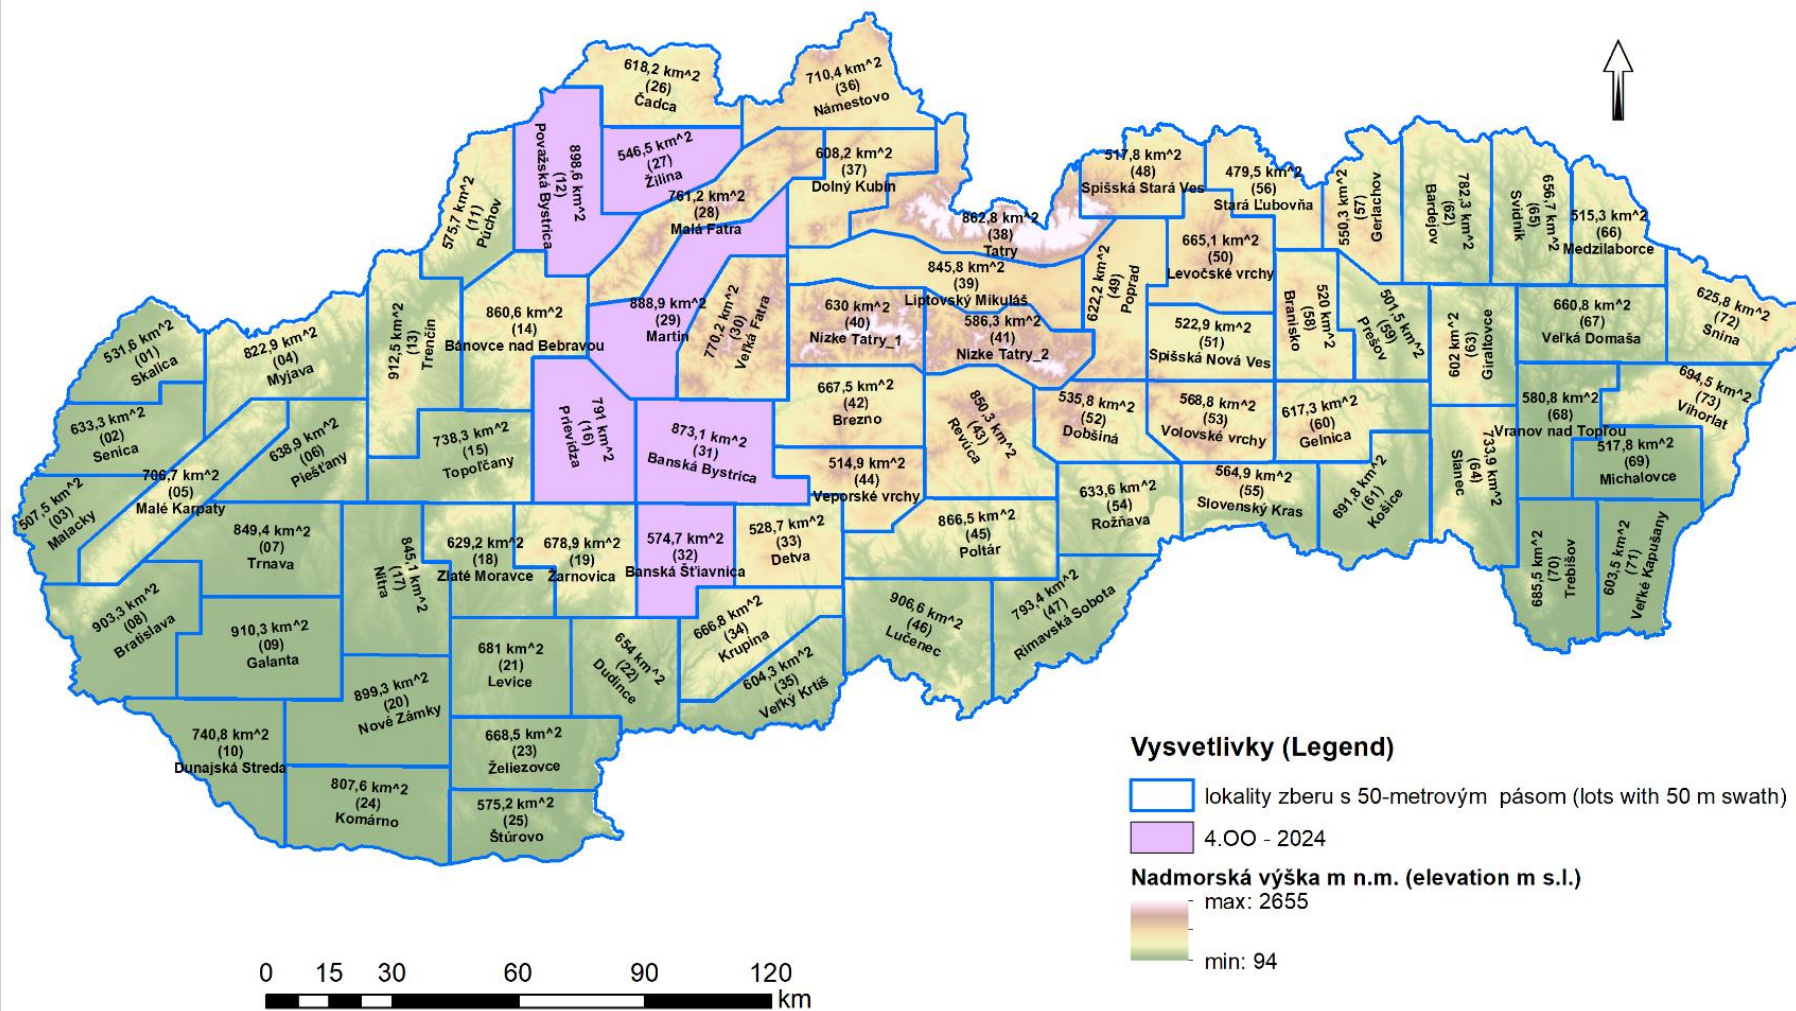 618,2 km^2
(26)
Čadca
710,4 km^2
(36)
Námestovo
898,6 km^2
(12)
Považská Bystrica
546,5 km^2
(27)
Žilina
608,2 km^2
(37)
Dolný Kubín
517,8 km^2
(48)
Spišská Stará Ves
479,5 km^2
(56)
Stará Ľubovňa
550,3 km^2
(57)
Gerlachov
782,3 km^2
(62)
Bardejov
656,7 km^2
(65)
Svidník
515,3 km^2
(66)
Medzilaborce
575,7 km^2
(11)
Púchov
761,2 km^2
(28)
Malá Fatra
862,8 km^2
(38)
Tatry
665,1 km^2
(50)
Levočské vrchy
845,8 km^2
(39)
Liptovský Mikuláš
622,2 km^2
(49)
Poprad
520 km^2
(58)
Branisko
501,5 km^2
(59)
Prešov
602 km^2
(63)
Giraltovce
660,8 km^2
(67)
Veľká Domaša
625,8 km^2
(72)
Snina
531,6 km^2
(01)
Skalica
822,9 km^2
(04)
Myjava
912,5 km^2
(13)
Trenčín
860,6 km^2
(14)
Bánovce nad Bebravou
888,9 km^2
(29)
Martin
770,2 km^2
(30)
Veľká Fatra
630 km^2
(40)
Nízke Tatry_1
586,3 km^2
(41)
Nízke Tatry_2
522,9 km^2
(51)
Spišská Nová Ves
633,3 km^2
(02)
Senica
638,9 km^2
(06)
Piešťany
738,3 km^2
(15)
Topoľčany
791 km^2
(16)
Prievidza
873,1 km^2
(31)
Banská Bystrica
667,5 km^2
(42)
Brezno
850,3 km^2
(43)
Revúca
535,8 km^2
(52)
Dobšiná
568,8 km^2
(53)
Volovské vrchy
617,3 km^2
(60)
Gelnica
580,8 km^2
(68)
Vranov nad Topľou
694,5 km^2
(73)
Vihorlat
507,5 km^2
(03)
Malacky
706,7 km^2
(05)
Malé Karpaty
514,9 km^2
(44)
Veporské vrchy
633,6 km^2
(54)
Rožňava
564,9 km^2
(55)
Slovenský Kras
691,8 km^2
(61)
Košice
733,9 km^2
(64)
Slanec
517,8 km^2
(69)
Michalovce
849,4 km^2
(07)
Trnava
845,1 km^2
(17)
Nitra
629,2 km^2
(18)
Zlaté Moravce
678,9 km^2
(19)
Žarnovica
574,7 km^2
(32)
Banská Štiavnica
528,7 km^2
(33)
Detva
866,5 km^2
(45)
Poltár
685,5 km^2
(70)
Trebišov
603,5 km^2
(71)
Veľké Kapušany
903,3 km^2
(08)
Bratislava
910,3 km^2
(09)
Galanta
681 km^2
(21)
Levice
654 km^2
(22)
Dudince
666,8 km^2
(34)
Krupina
604,3 km^2
(35)
Veľký Krtíš
906,6 km^2
(46)
Lučenec
793,4 km^2
(47)
Rimavská Sobota
740,8 km^2
(10)
Dunajská Streda
899,3 km^2
(20)
Nové Zámky
668,5 km^2
(23)
Želiezovce
807,6 km^2
(24)
Komárno
575,2 km^2
(25)
Štúrovo
Vysvetlivky (Legend)
lokality zberu s 50-metrovým pásom (lots with 50 m swath)
4.OO - 2024
Nadmorská výška m n.m. (elevation m s.l.)
max: 2655
min: 94
0 15 30 60 90 120
km